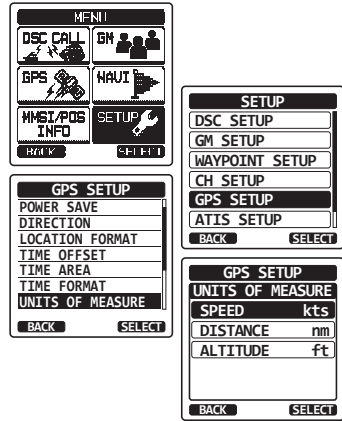 MENU
DSC CALL
GM
GPS
NAVI
MMSI/POS
INFO
SETUP
BACK
SELECT
SETUP
DSC SETUP
GM SETUP
WAYPOINT SETUP
CH SETUP
GPS SETUP
ATIS SETUP
BACK
SELECT
GPS SETUP
POWER SAVE
DIRECTION
LOCATION FORMAT
TIME OFFSET
TIME AREA
TIME FORMAT
UNITS OF MEASURE
BACK
SELECT
GPS SETUP
UNITS OF MEASURE
SPEED kts
DISTANCE nm
ALTITUDE ft
BACK
SELECT